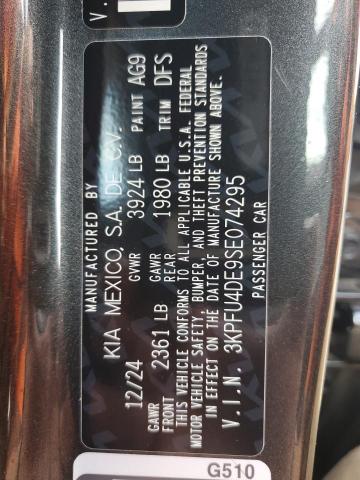 MANUFACTURED BY
KIA MEXICO, S.A. DE C.V.
12/24 GVWR 3924 LB PAINT AG9
GAWR FRONT 2361 LB GAWR REAR 1980 LB TRIM DFS
THIS VEHICLE CONFORMS TO ALL APPLICABLE U.S.A. FEDERAL
MOTOR VEHICLE SAFETY, BUMPER, AND THEFT PREVENTION STANDARDS
IN EFFECT ON THE DATE OF MANUFACTURE SHOWN ABOVE.
V.I.N. 3KPFU4DE9SE074295
PASSENGER CAR
G510